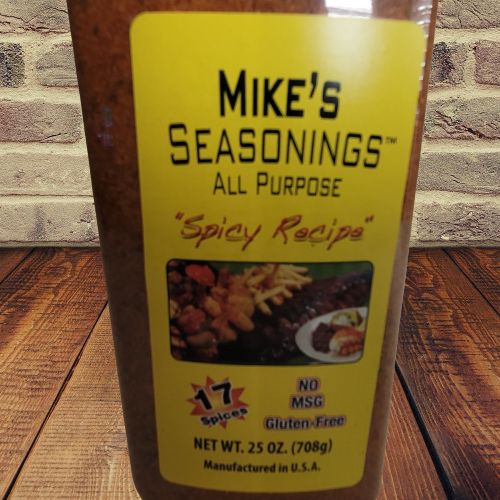 MIKE'S
SEASONINGS™
ALL PURPOSE
"Spicy Recipe"
17
Spices
NO
MSG
Gluten-Free
NET WT. 25 OZ. (708g)
Manufactured in U.S.A.